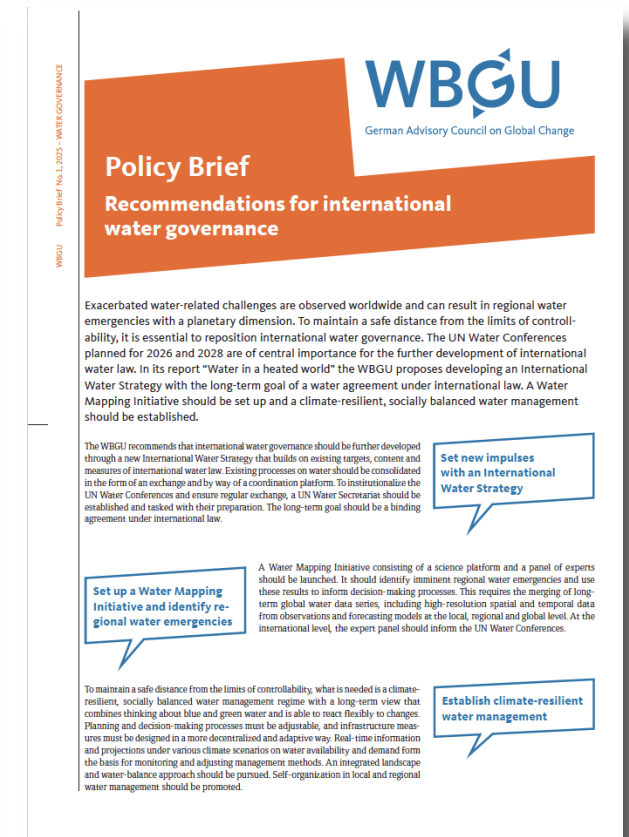 WBGU
German Advisory Council on Global Change
WBGU Policy Brief No. 1, 2025 – WATER GOVERNANCE
Policy Brief
Recommendations for international
water governance
Exacerbated water-related challenges are observed worldwide and can result in regional water
emergencies with a planetary dimension. To maintain a safe distance from the limits of controll-
ability, it is essential to reposition international water governance. The UN Water Conferences
planned for 2026 and 2028 are of central importance for the further development of international
water law. In its report “Water in a heated world” the WBGU proposes developing an International
Water Strategy with the long-term goal of a water agreement under international law. A Water
Mapping Initiative should be set up and a climate-resilient, socially balanced water management
should be established.
The WBGU recommends that international water governance should be further developed
through a new International Water Strategy that builds on existing targets, content and
measures of international water law. Existing processes on water should be consolidated
in the form of an exchange and by way of a coordination platform. To institutionalize the
UN Water Conferences and ensure regular exchange, a UN Water Secretariat should be
established and tasked with their preparation. The long-term goal should be a binding
agreement under international law.
Set new impulses
with an International
Water Strategy
Set up a Water Mapping
Initiative and identify re-
gional water emergencies
A Water Mapping Initiative consisting of a science platform and a panel of experts
should be launched. It should identify imminent regional water emergencies and use
these results to inform decision-making processes. This requires the merging of long-
term global water data series, including high-resolution spatial and temporal data
from observations and forecasting models at the local, regional and global level. At the
international level, the expert panel should inform the UN Water Conferences.
To maintain a safe distance from the limits of controllability, what is needed is a climate-
resilient, socially balanced water management regime with a long-term view that
combines thinking about blue and green water and is able to react flexibly to changes.
Planning and decision-making processes must be adjustable, and infrastructure meas-
ures must be designed in a more decentralized and adaptive way. Real-time information
and projections under various climate scenarios on water availability and demand form
the basis for monitoring and adjusting management methods. An integrated landscape
and water-balance approach should be pursued. Self-organization in local and regional
water management should be promoted.
Establish climate-resilient
water management